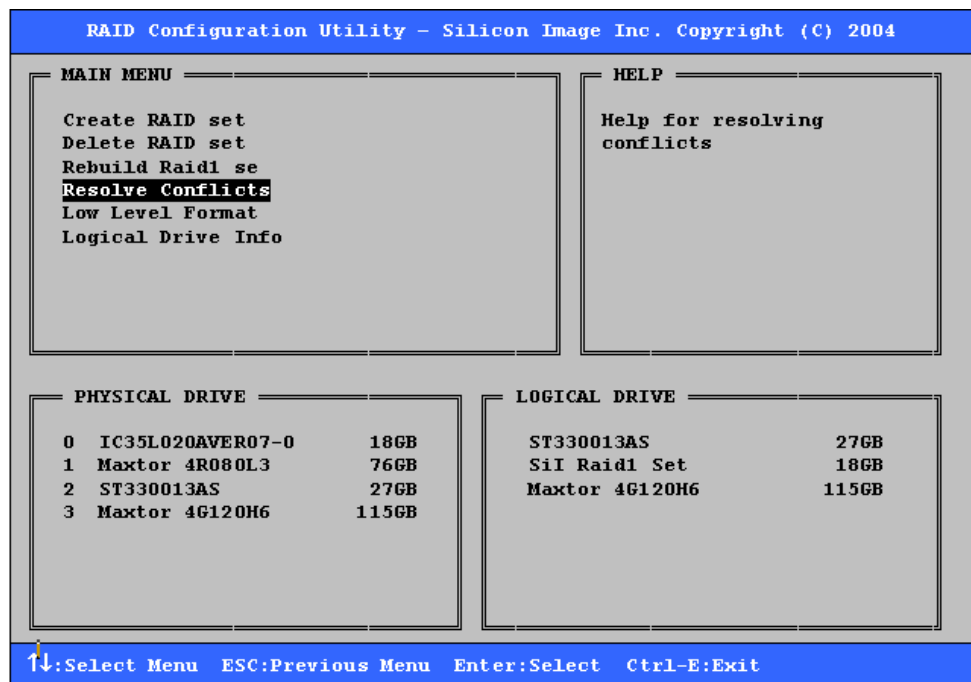 RAID Configuration Utility – Silicon Image Inc. Copyright (C) 2004
MAIN MENU
Create RAID set
Delete RAID set
Rebuild Raid1 se
Resolve Conflicts
Low Level Format
Logical Drive Info
HELP
Help for resolving
conflicts
PHYSICAL DRIVE
0 IC35L020AVER07-0 18GB
1 Maxtor 4R080L3 76GB
2 ST330013AS 27GB
3 Maxtor 4G120H6 115GB
LOGICAL DRIVE
ST330013AS 27GB
SiI Raid1 Set 18GB
Maxtor 4G120H6 115GB
↑↓:Select Menu ESC:Previous Menu Enter:Select Ctrl-E:Exit